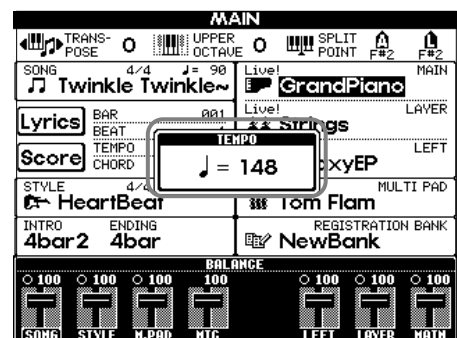 MAIN
TRANS-
POSE 0
UPPER
OCTAVE 0
SPLIT
POINT F#2 F#2
SONG 4/4 ♩= 90
Twinkle Twinkle~
Live! MAIN
GrandPiano
Lyrics BAR 001
BEAT
Live! LAYER
Strings
Score TEMPO
CHORD
LEFT
xyEP
TEMPO
♩= 148
STYLE 4/4
HeartBeat
MULTI PAD
Tom Flam
INTRO ENDING
4bar2 4bar
REGISTRATION BANK
NewBank
BALANCE
100 100 100 100 100 100 100
SONG STYLE M.PAD MIC LEFT LAYER MAIN